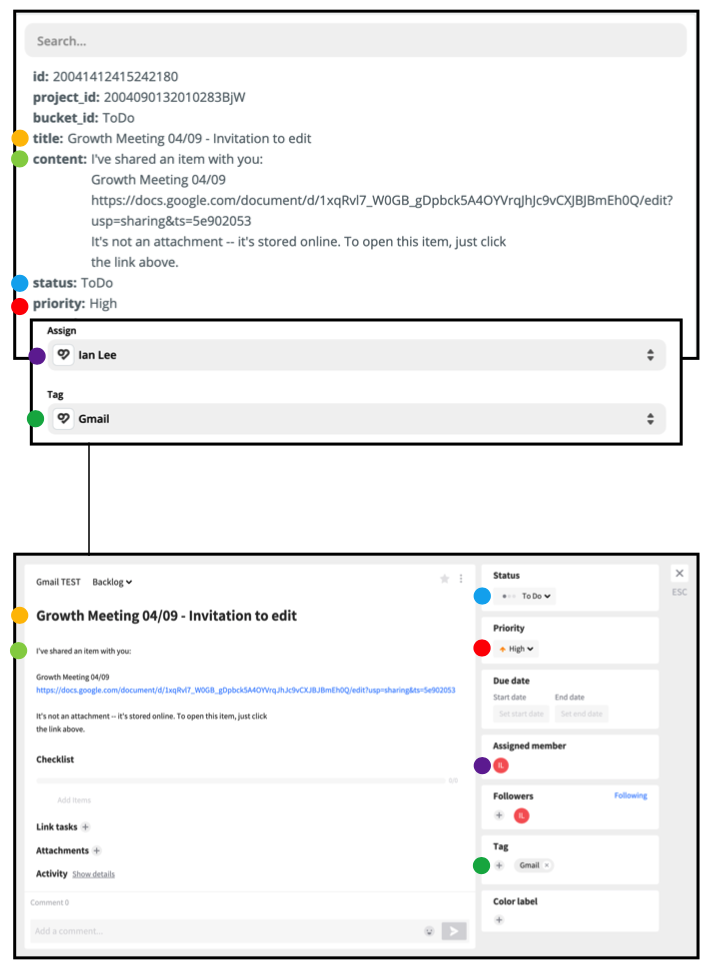 Search...
id: 20041412415242180
project_id: 2004090132010283BjW
bucket_id: ToDo
title: Growth Meeting 04/09 - Invitation to edit
content: I've shared an item with you:
Growth Meeting 04/09
https://docs.google.com/document/d/1xqRvl7_W0GB_gDpbck5A4OYVrqJhJc9vCXJBJBmEh0Q/edit?
usp=sharing&ts=5e902053
It's not an attachment -- it's stored online. To open this item, just click
the link above.
status: ToDo
priority: High
Assign
Ian Lee
Tag
Gmail
Gmail TEST Backlog
Growth Meeting 04/09 - Invitation to edit
I've shared an item with you:
Growth Meeting 04/09
https://docs.google.com/document/d/1xqRvl7_W0GB_gDpbck5A4OYVrqJhJc9vCXJBJBmEh0Q/edit?usp=sharing&ts=5e902053
It's not an attachment -- it's stored online. To open this item, just click
the link above.
Checklist
0/0
Add items
Link tasks +
Attachments +
Activity Show details
Comment 0
Add a comment...
Status
To Do
Priority
High
Due date
Start date End date
Set start date Set end date
Assigned member
IL
Followers Following
+ IL
Tag
+ Gmail ×
Color label
+
×
ESC